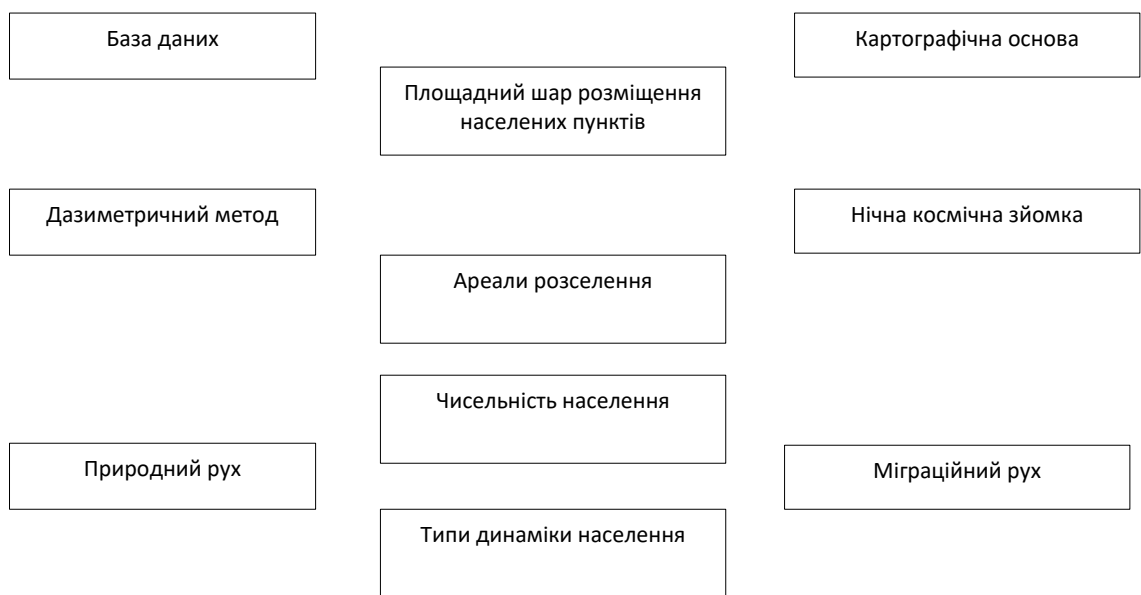 База даних
Картографічна основа
Площадний шар розміщення
населених пунктів
Дазиметричний метод
Нічна космічна зйомка
Ареали розселення
Чисельність населення
Природний рух
Міграційний рух
Типи динаміки населення